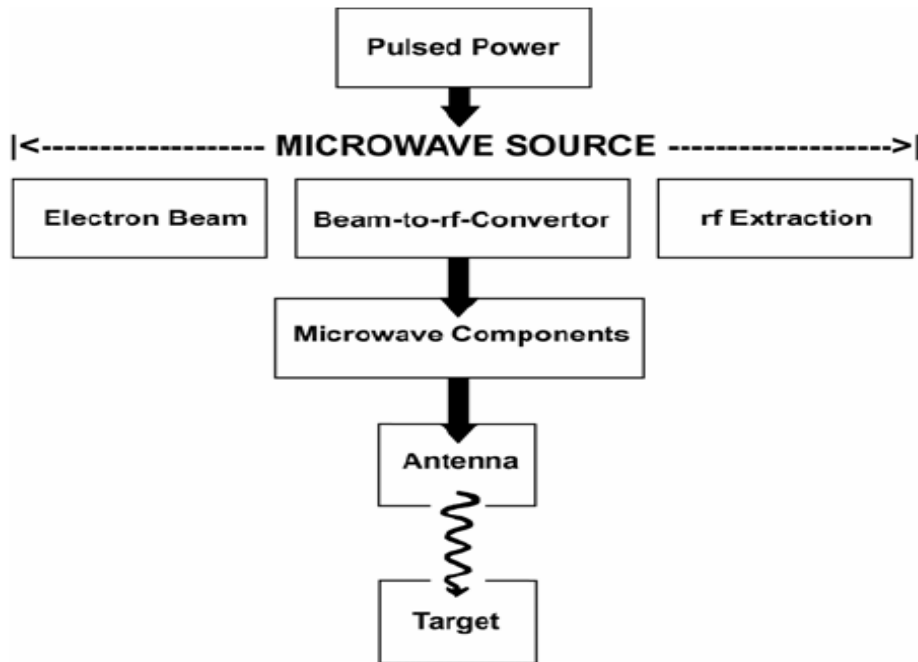 Pulsed Power
|<------------------ MICROWAVE SOURCE ------------------>|
Electron Beam
Beam-to-rf-Convertor
rf Extraction
Microwave Components
Antenna
Target